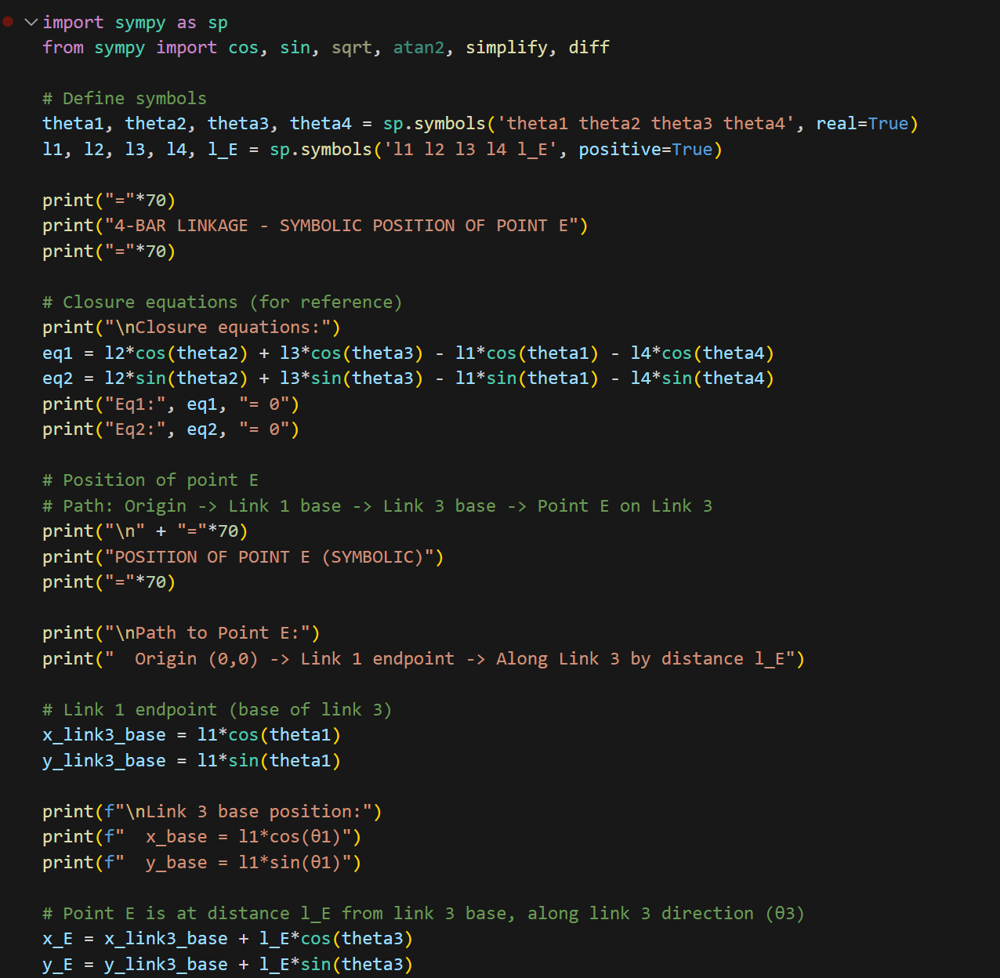 import sympy as sp
from sympy import cos, sin, sqrt, atan2, simplify, diff
# Define symbols
theta1, theta2, theta3, theta4 = sp.symbols('theta1 theta2 theta3 theta4', real=True)
l1, l2, l3, l4, l_E = sp.symbols('l1 l2 l3 l4 l_E', positive=True)
print("="*70)
print("4-BAR LINKAGE - SYMBOLIC POSITION OF POINT E")
print("="*70)
# Closure equations (for reference)
print("\nClosure equations:")
eq1 = l2*cos(theta2) + l3*cos(theta3) - l1*cos(theta1) - l4*cos(theta4)
eq2 = l2*sin(theta2) + l3*sin(theta3) - l1*sin(theta1) - l4*sin(theta4)
print("Eq1:", eq1, "= 0")
print("Eq2:", eq2, "= 0")
# Position of point E
# Path: Origin -> Link 1 base -> Link 3 base -> Point E on Link 3
print("\n" + "="*70)
print("POSITION OF POINT E (SYMBOLIC)")
print("="*70)
print("\nPath to Point E:")
print("  Origin (0,0) -> Link 1 endpoint -> Along Link 3 by distance l_E")
# Link 1 endpoint (base of link 3)
x_link3_base = l1*cos(theta1)
y_link3_base = l1*sin(theta1)
print(f"\nLink 3 base position:")
print(f"  x_base = l1*cos(θ1)")
print(f"  y_base = l1*sin(θ1)")
# Point E is at distance l_E from link 3 base, along link 3 direction (θ3)
x_E = x_link3_base + l_E*cos(theta3)
y_E = y_link3_base + l_E*sin(theta3)